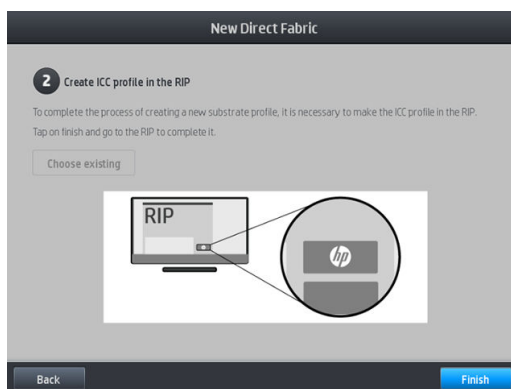 New Direct Fabric
2 Create ICC profile in the RIP
To complete the process of creating a new substrate profile, it is necessary to make the ICC profile in the RIP.
Tap on finish and go to the RIP to complete it.
Choose existing
RIP
hp
Back
Finish